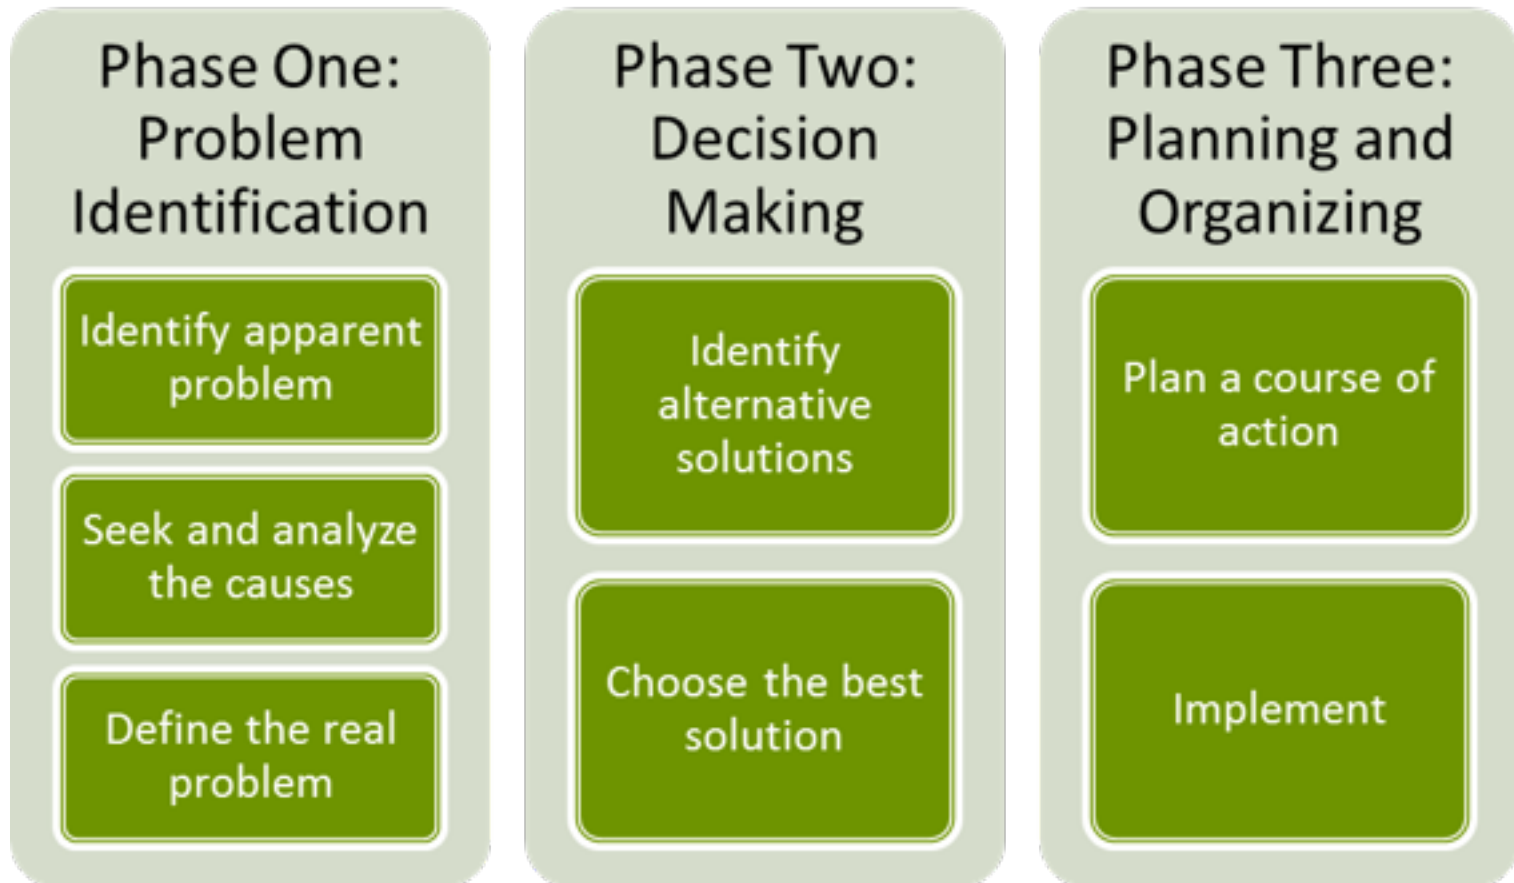 Phase One:
Problem
Identification
Identify apparent
problem
Seek and analyze
the causes
Define the real
problem
Phase Two:
Decision
Making
Identify
alternative
solutions
Choose the best
solution
Phase Three:
Planning and
Organizing
Plan a course of
action
Implement